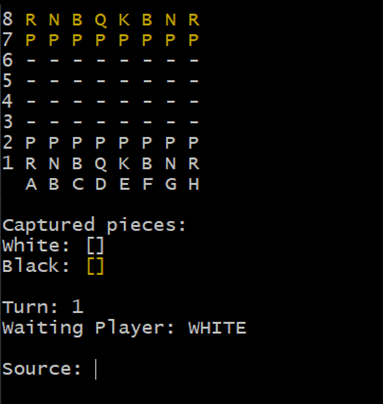 8 R N B Q K B N R
7 P P P P P P P P
6 - - - - - - - -
5 - - - - - - - -
4 - - - - - - - -
3 - - - - - - - -
2 P P P P P P P P
1 R N B Q K B N R
A B C D E F G H
Captured pieces:
White: []
Black: []
Turn: 1
Waiting Player: WHITE
Source: